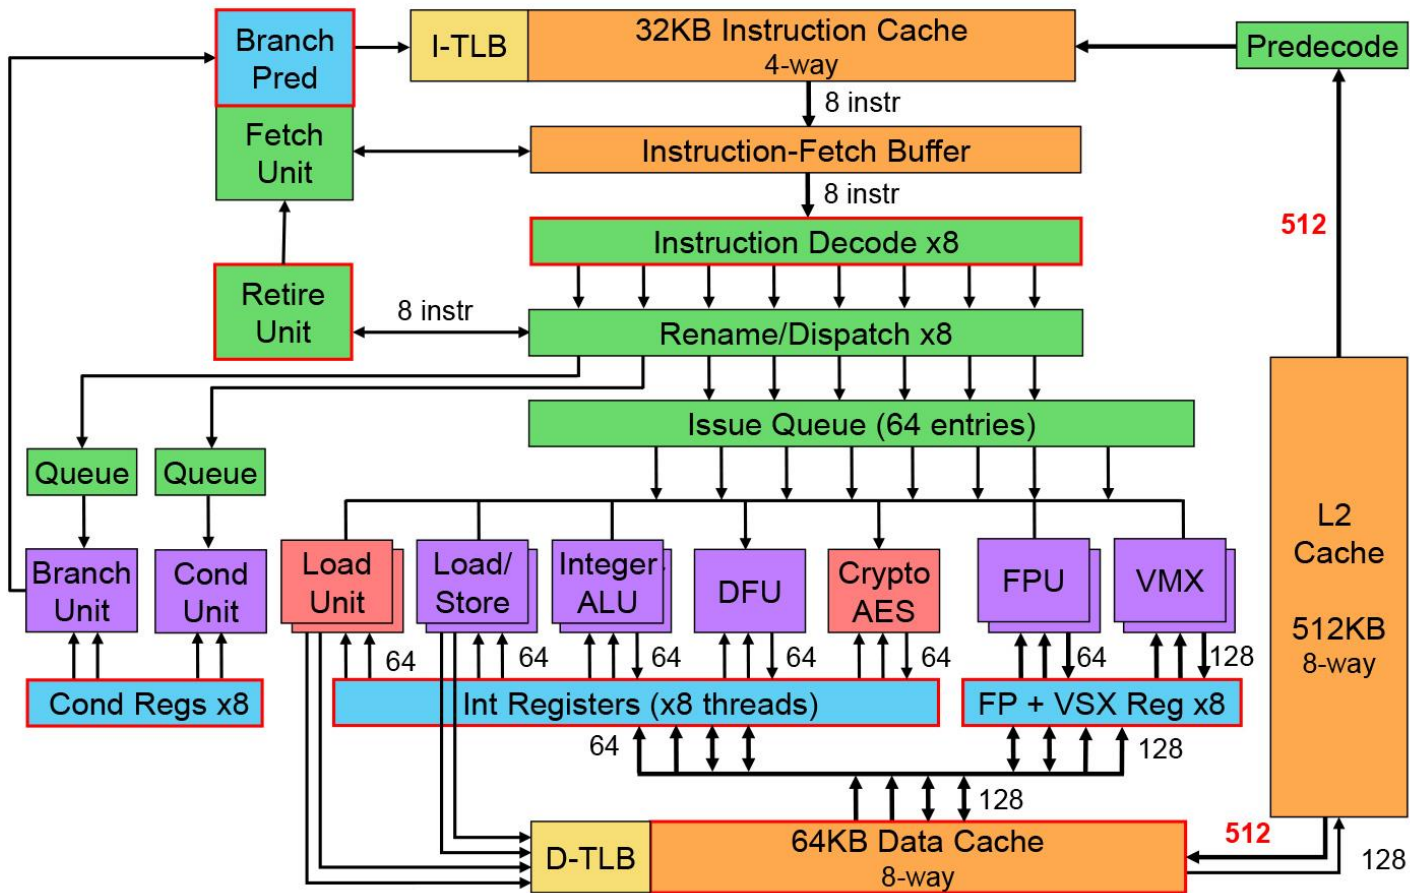 Branch
Pred
I-TLB
32KB Instruction Cache
4-way
Predecode
8 instr
Fetch
Unit
Instruction-Fetch Buffer
8 instr
512
Instruction Decode x8
Retire
Unit
8 instr
Rename/Dispatch x8
Issue Queue (64 entries)
Queue
Queue
L2
Cache
512KB
8-way
Branch
Unit
Cond
Unit
Load
Unit
Load/
Store
Integer
ALU
DFU
Crypto
AES
FPU
VMX
64
64
64
64
64
64
128
Cond Regs x8
Int Registers (x8 threads)
FP + VSX Reg x8
64
128
128
D-TLB
64KB Data Cache
8-way
512
128